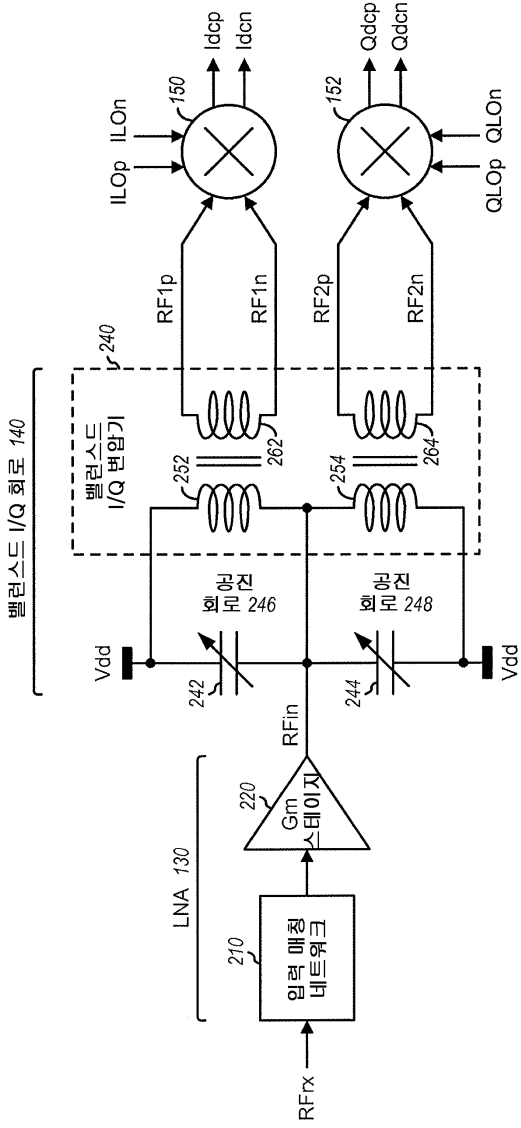 밸런스드 I/Q 회로 140
LNA 130
240
밸런스드
I/Q 변압기
Vdd
RFrx
210
입력 매칭
네트워크
220
Gm
스테이지
RFin
242
공진
회로 246
244
공진
회로 248
Vdd
252
262
254
264
RF1p
RF1n
RF2p
RF2n
ILOp
ILOn
150
Idcp
Idcn
152
Qdcp
Qdcn
QLOp
QLOn